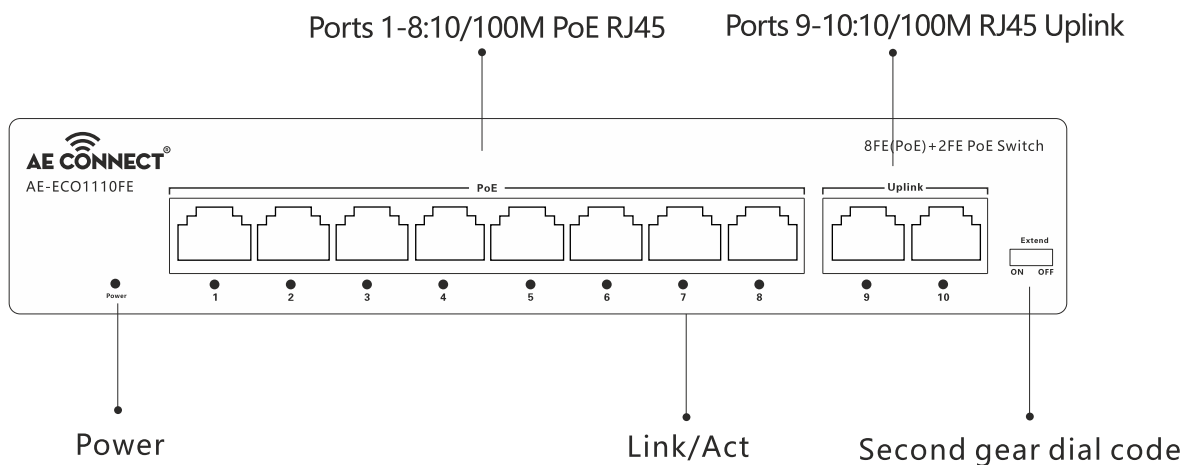 Ports 1-8:10/100M PoE RJ45 Ports 9-10:10/100M RJ45 Uplink
AE CONNECT®
8FE(PoE)+2FE PoE Switch
AE-ECO1110FE
PoE Uplink
Extend
ON OFF
Power
1 2 3 4 5 6 7 8 9 10
Power Link/Act Second gear dial code